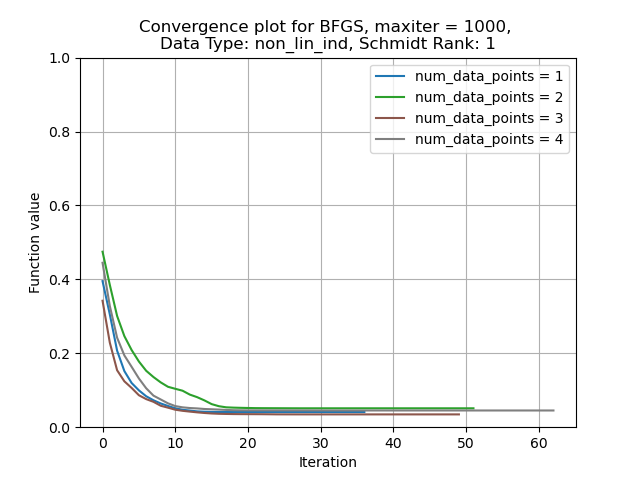 Convergence plot for BFGS, maxiter = 1000,
Data Type: non_lin_ind, Schmidt Rank: 1
num_data_points = 1
num_data_points = 2
num_data_points = 3
num_data_points = 4
Function value
1.0
0.8
0.6
0.4
0.2
0.0
0 10 20 30 40 50 60
Iteration